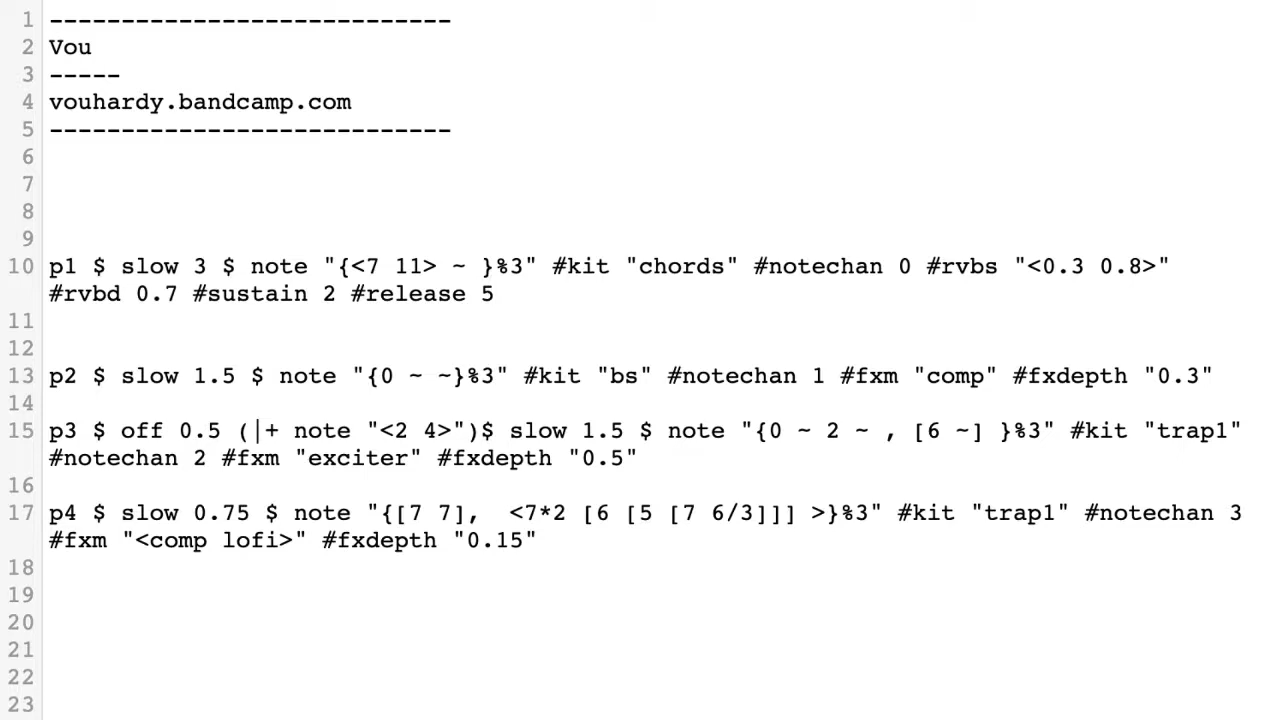 1 ----------------------------
2 Vou
3 -----
4 vouhardy.bandcamp.com
5 ----------------------------
6
7
8
9
10 p1 $ slow 3 $ note "{<7 11> ~ }%3" #kit "chords" #notechan 0 #rvbs "<0.3 0.8>"
#rvbd 0.7 #sustain 2 #release 5
11
12
13 p2 $ slow 1.5 $ note "{0 ~ ~}%3" #kit "bs" #notechan 1 #fxm "comp" #fxdepth "0.3"
14
15 p3 $ off 0.5 (|+ note "<2 4>")$ slow 1.5 $ note "{0 ~ 2 ~ , [6 ~] }%3" #kit "trap1"
#notechan 2 #fxm "exciter" #fxdepth "0.5"
16
17 p4 $ slow 0.75 $ note "{[7 7],  <7*2 [6 [5 [7 6/3]]] >}%3" #kit "trap1" #notechan 3
#fxm "<comp lofi>" #fxdepth "0.15"
18
19
20
21
22
23